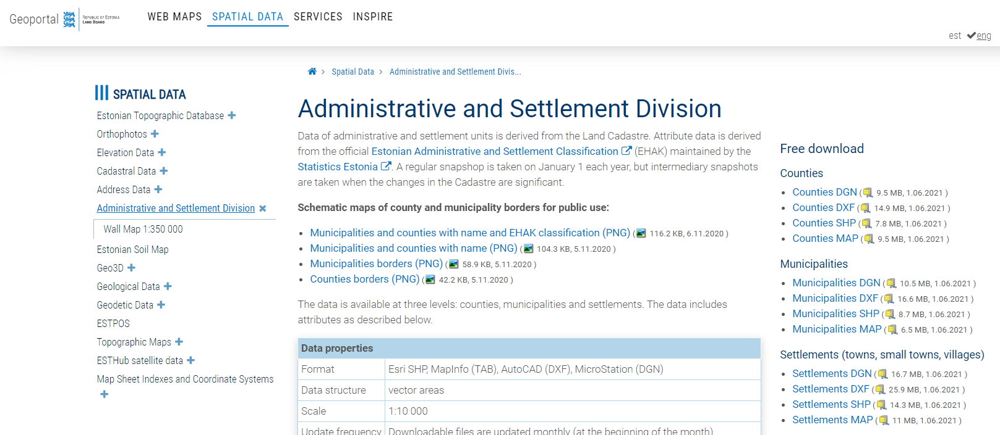 Geoportal
REPUBLIC OF ESTONIA
LAND BOARD
WEB MAPS SPATIAL DATA SERVICES INSPIRE
est eng
Spatial Data > Administrative and Settlement Divis...
SPATIAL DATA
Estonian Topographic Database
Orthophotos
Elevation Data
Cadastral Data
Address Data
Administrative and Settlement Division
Wall Map 1:350 000
Estonian Soil Map
Geo3D
Geological Data
Geodetic Data
ESTPOS
Topographic Maps
ESTHub satellite data
Map Sheet Indexes and Coordinate Systems
Administrative and Settlement Division
Data of administrative and settlement units is derived from the Land Cadastre. Attribute data is derived
from the official Estonian Administrative and Settlement Classification (EHAK) maintained by the
Statistics Estonia. A regular snapshop is taken on January 1 each year, but intermediary snapshots
are taken when the changes in the Cadastre are significant.
Schematic maps of county and municipality borders for public use:
Municipalities and counties with name and EHAK classification (PNG) ( 116.2 KB, 6.11.2020 )
Municipalities and counties with name (PNG) ( 104.3 KB, 5.11.2020 )
Municipalities borders (PNG) ( 58.9 KB, 5.11.2020 )
Counties borders (PNG) ( 42.2 KB, 5.11.2020 )
The data is available at three levels: counties, municipalities and settlements. The data includes
attributes as described below.
Data properties
Format Esri SHP, MapInfo (TAB), AutoCAD (DXF), MicroStation (DGN)
Data structure vector areas
Scale 1:10 000
Update frequency Downloadable files are updated monthly (at the beginning of the month)
Free download
Counties
Counties DGN ( 9.5 MB, 1.06.2021 )
Counties DXF ( 14.9 MB, 1.06.2021 )
Counties SHP ( 7.8 MB, 1.06.2021 )
Counties MAP ( 9.5 MB, 1.06.2021 )
Municipalities
Municipalities DGN ( 10.5 MB, 1.06.2021 )
Municipalities DXF ( 16.6 MB, 1.06.2021 )
Municipalities SHP ( 8.7 MB, 1.06.2021 )
Municipalities MAP ( 6.5 MB, 1.06.2021 )
Settlements (towns, small towns, villages)
Settlements DGN ( 16.7 MB, 1.06.2021 )
Settlements DXF ( 25.9 MB, 1.06.2021 )
Settlements SHP ( 14.3 MB, 1.06.2021 )
Settlements MAP ( 11 MB, 1.06.2021 )